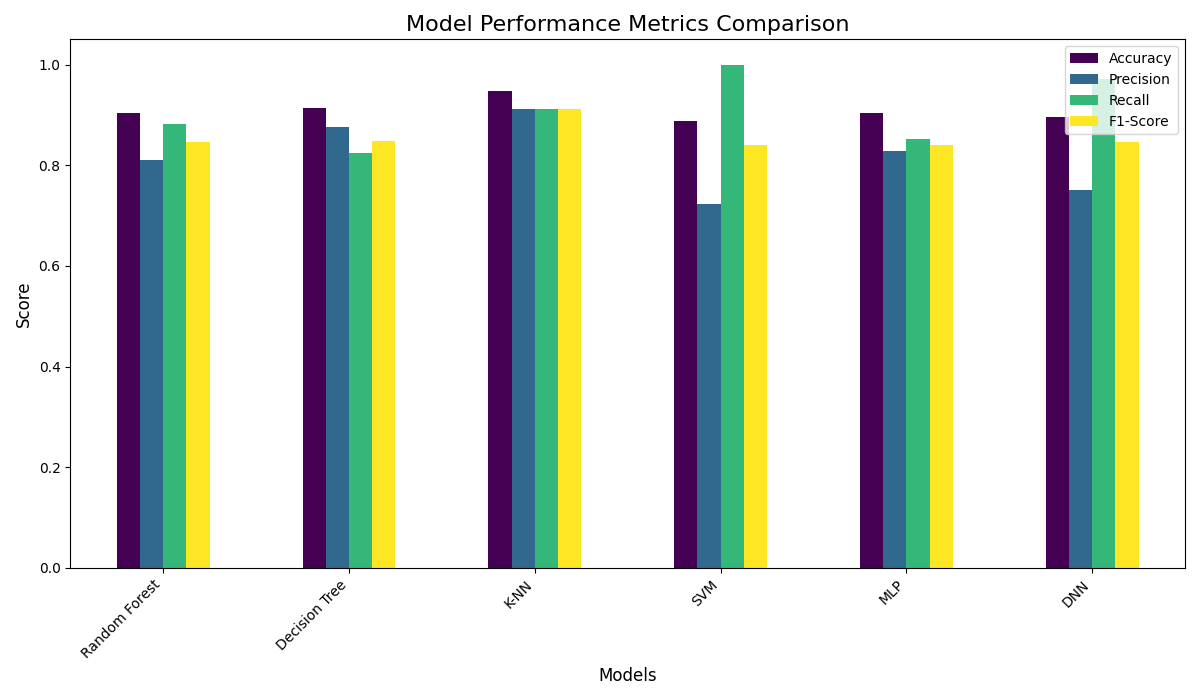 Model Performance Metrics Comparison
Accuracy
Precision
Recall
F1-Score
1.0
0.8
0.6
0.4
0.2
0.0
Score
Random Forest
Decision Tree
K-NN
SVM
MLP
DNN
Models